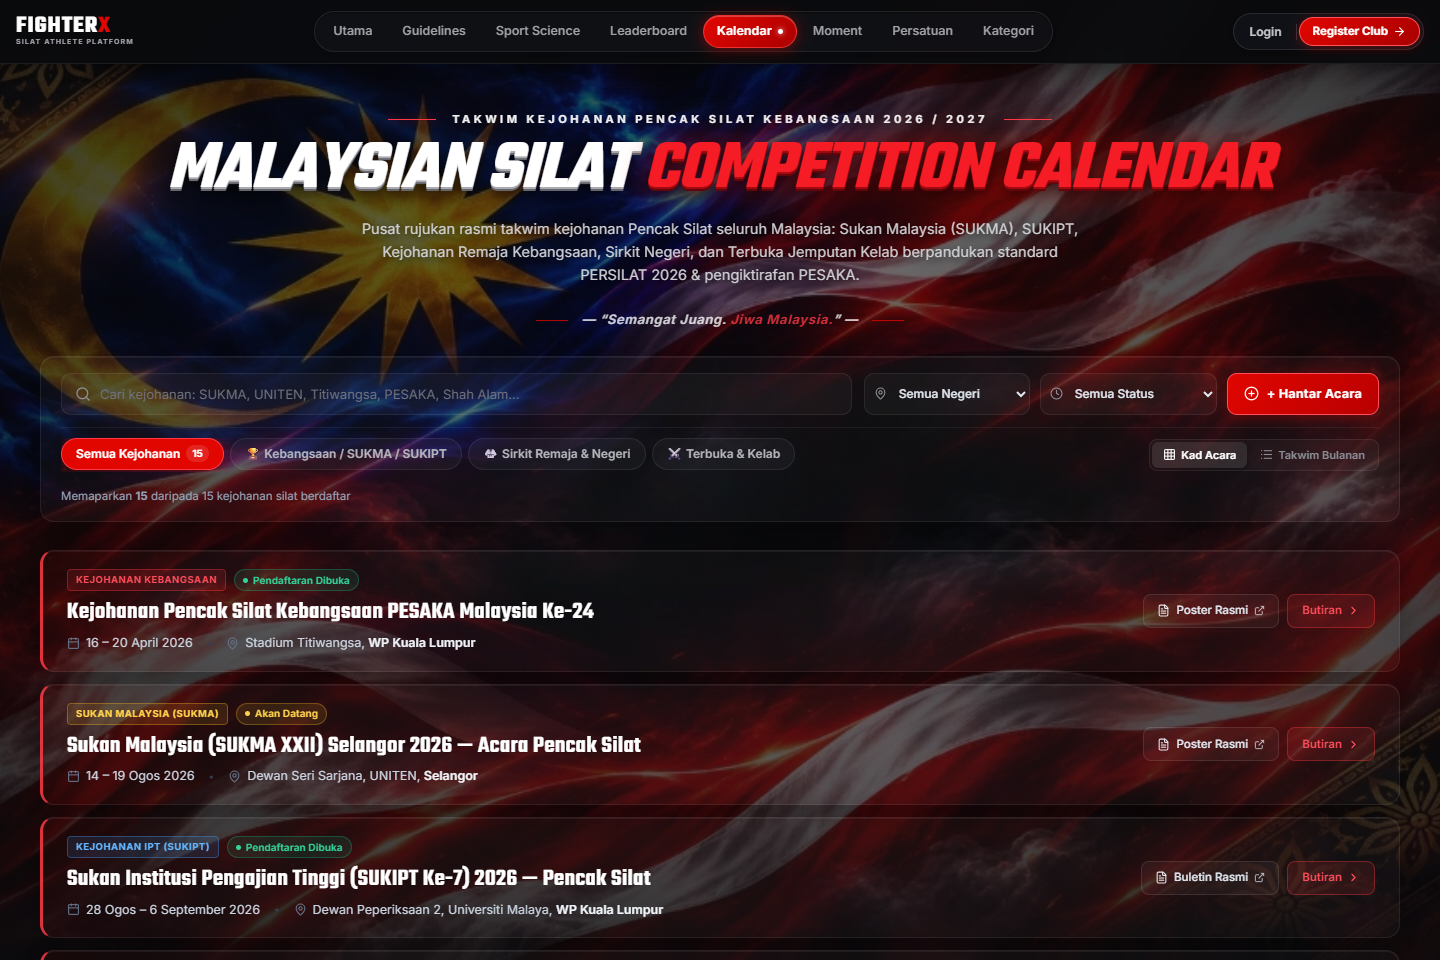 FIGHTERX
SILAT ATHLETE PLATFORM
Utama
Guidelines
Sport Science
Leaderboard
Kalendar
Moment
Persatuan
Kategori
Login
Register Club
TAKWIM KEJOHANAN PENCAK SILAT KEBANGSAAN 2026 / 2027
MALAYSIAN SILAT COMPETITION CALENDAR
Pusat rujukan rasmi takwim kejohanan Pencak Silat seluruh Malaysia: Sukan Malaysia (SUKMA), SUKIPT,
Kejohanan Remaja Kebangsaan, Sirkit Negeri, dan Terbuka Jemputan Kelab berpandukan standard
PERSILAT 2026 & pengiktirafan PESAKA.
— “Semangat Juang. Jiwa Malaysia.” —
Cari kejohanan: SUKMA, UNITEN, Titiwangsa, PESAKA, Shah Alam...
Semua Negeri
Semua Status
+ Hantar Acara
Semua Kejohanan 15
Kebangsaan / SUKMA / SUKIPT
Sirkit Remaja & Negeri
Terbuka & Kelab
Kad Acara
Takwim Bulanan
Memaparkan 15 daripada 15 kejohanan silat berdaftar
KEJOHANAN KEBANGSAAN
Pendaftaran Dibuka
Kejohanan Pencak Silat Kebangsaan PESAKA Malaysia Ke-24
16 – 20 April 2026
Stadium Titiwangsa, WP Kuala Lumpur
Poster Rasmi
Butiran
SUKAN MALAYSIA (SUKMA)
Akan Datang
Sukan Malaysia (SUKMA XXII) Selangor 2026 — Acara Pencak Silat
14 – 19 Ogos 2026
Dewan Seri Sarjana, UNITEN, Selangor
Poster Rasmi
Butiran
KEJOHANAN IPT (SUKIPT)
Pendaftaran Dibuka
Sukan Institusi Pengajian Tinggi (SUKIPT Ke-7) 2026 — Pencak Silat
28 Ogos – 6 September 2026
Dewan Peperiksaan 2, Universiti Malaya, WP Kuala Lumpur
Buletin Rasmi
Butiran